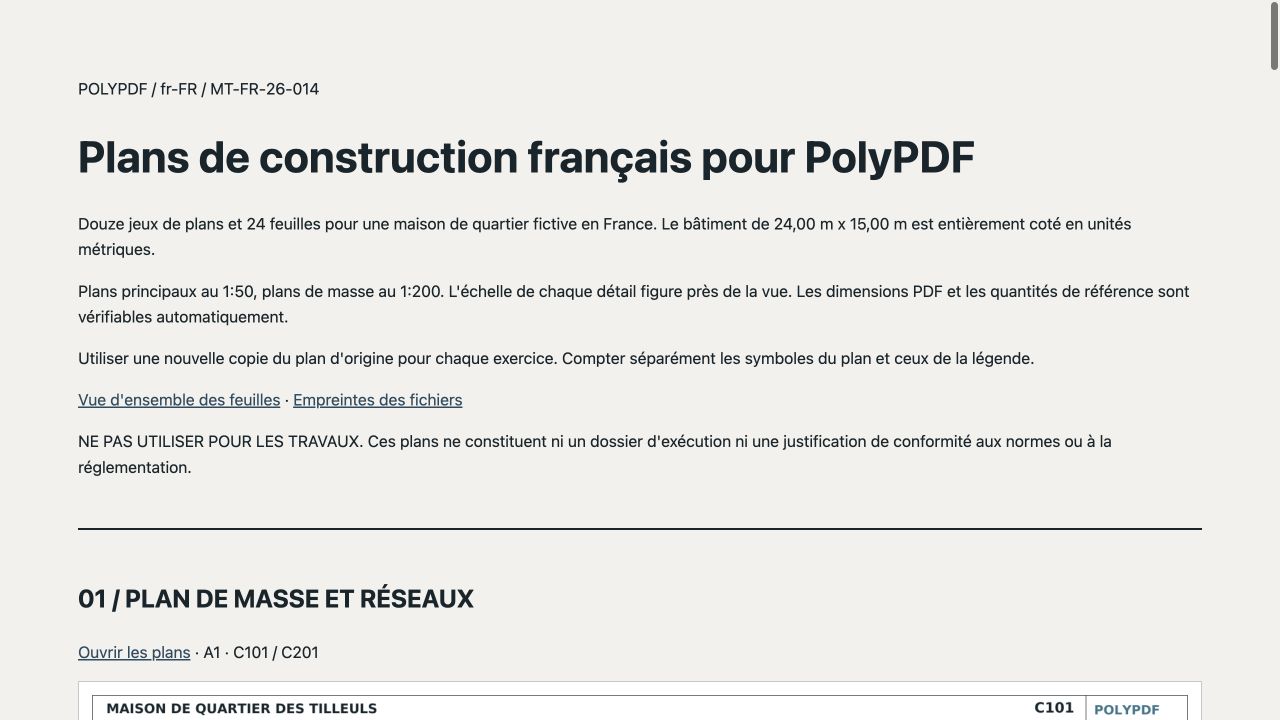 POLYPDF / fr-FR / MT-FR-26-014
Plans de construction français pour PolyPDF
Douze jeux de plans et 24 feuilles pour une maison de quartier fictive en France. Le bâtiment de 24,00 m x 15,00 m est entièrement coté en unités
métriques.
Plans principaux au 1:50, plans de masse au 1:200. L'échelle de chaque détail figure près de la vue. Les dimensions PDF et les quantités de référence sont
vérifiables automatiquement.
Utiliser une nouvelle copie du plan d'origine pour chaque exercice. Compter séparément les symboles du plan et ceux de la légende.
Vue d'ensemble des feuilles · Empreintes des fichiers
NE PAS UTILISER POUR LES TRAVAUX. Ces plans ne constituent ni un dossier d'exécution ni une justification de conformité aux normes ou à la
réglementation.
01 / PLAN DE MASSE ET RÉSEAUX
Ouvrir les plans · A1 · C101 / C201
MAISON DE QUARTIER DES TILLEULS C101 POLYPDF